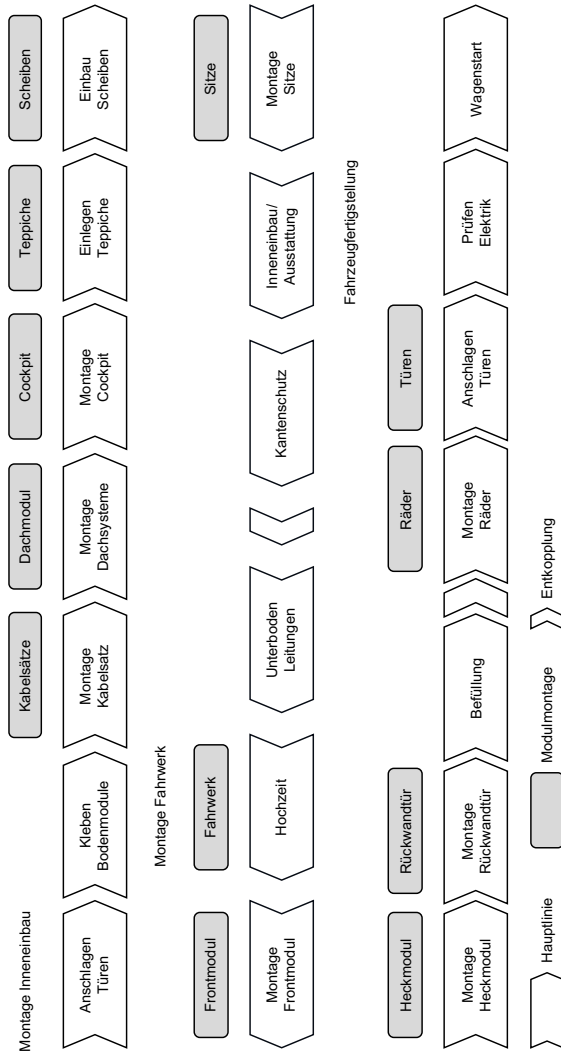 Montage Inneneinbau
Kabelsätze
Dachmodul
Cockpit
Teppiche
Scheiben
Anschlagen
Türen
Kleben
Bodenmodule
Montage
Kabelsatz
Montage
Dachsysteme
Montage
Cockpit
Einlegen
Teppiche
Einbau
Scheiben
Montage Fahrwerk
Frontmodul
Fahrwerk
Sitze
Montage
Frontmodul
Hochzeit
Unterboden
Leitungen
Kantenschutz
Inneneinbau/
Ausstattung
Montage
Sitze
Fahrzeugfertigstellung
Heckmodul
Rückwandtür
Räder
Türen
Montage
Heckmodul
Montage
Rückwandtür
Befüllung
Montage
Räder
Anschlagen
Türen
Prüfen
Elektrik
Wagenstart
Hauptlinie
Modulmontage
Entkopplung